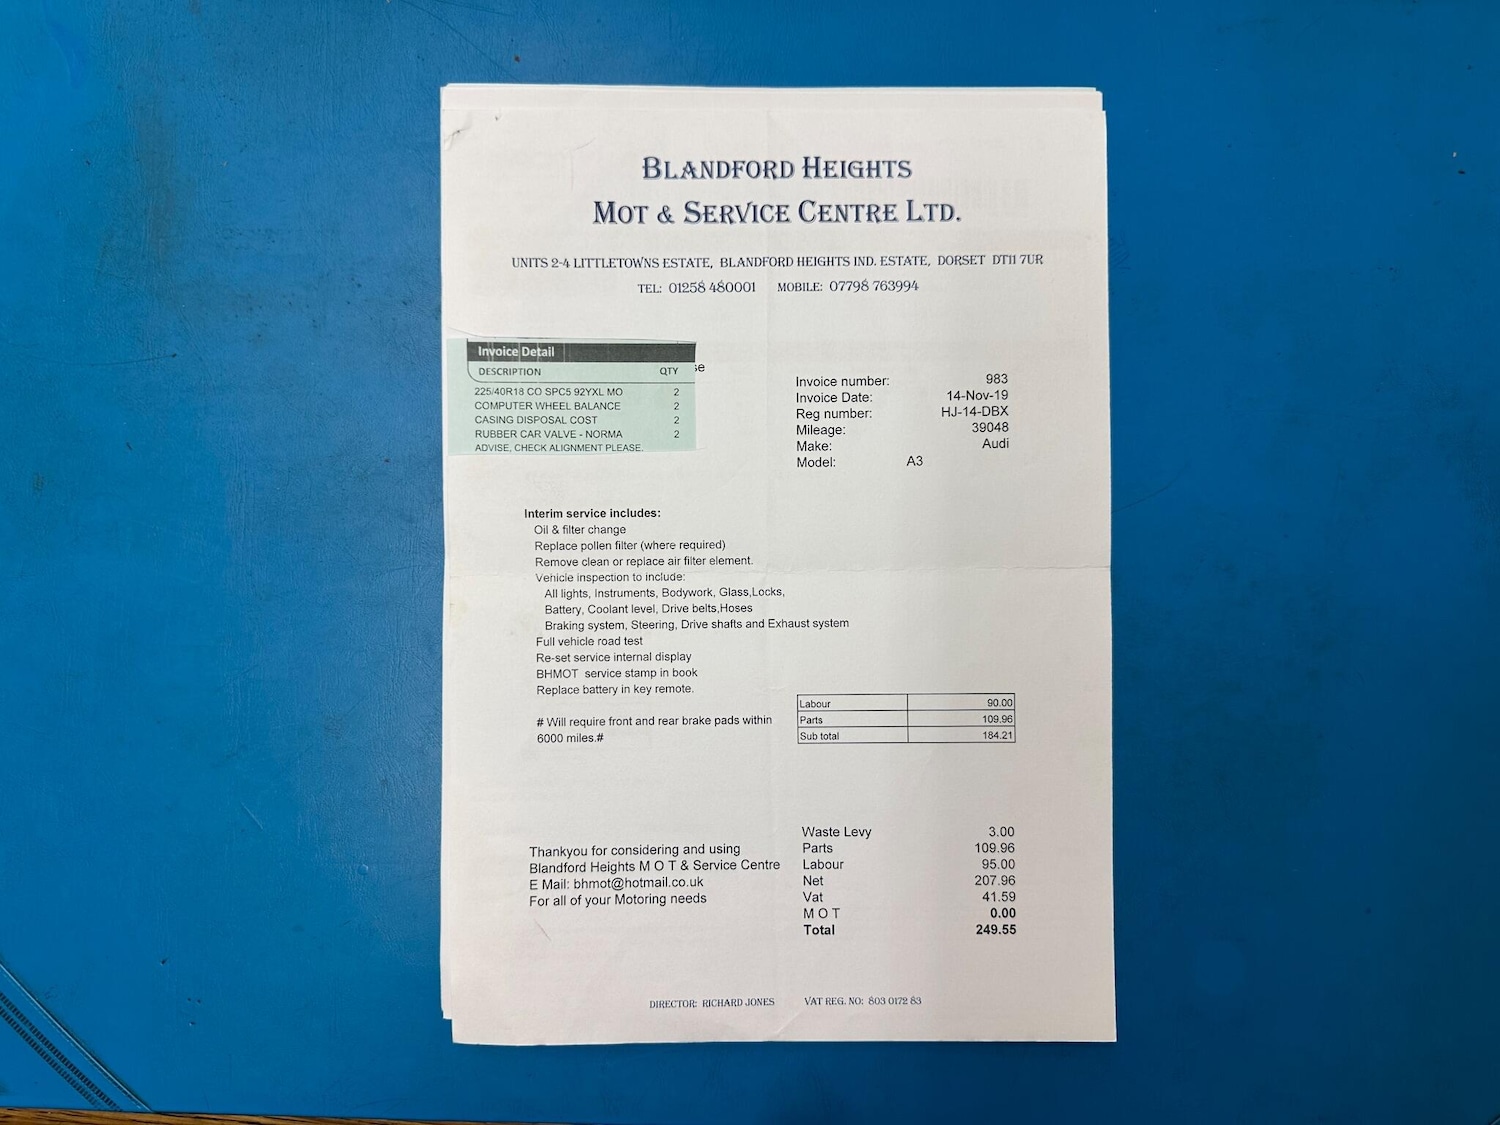 BLANDFORD HEIGHTS
MOT & SERVICE CENTRE LTD.
UNITS 2-4 LITTLETOWNS ESTATE, BLANDFORD HEIGHTS IND. ESTATE, DORSET DT11 7UR
TEL: 01258 480001 MOBILE: 07798 763994
Invoice Detail
DESCRIPTION QTY
225/40R18 CO SPC5 92YXL MO 2
COMPUTER WHEEL BALANCE 2
CASING DISPOSAL COST 2
RUBBER CAR VALVE - NORMA 2
ADVISE, CHECK ALIGNMENT PLEASE.
se
Invoice number: 983
Invoice Date: 14-Nov-19
Reg number: HJ-14-DBX
Mileage: 39048
Make: Audi
Model: A3
Interim service includes:
Oil & filter change
Replace pollen filter (where required)
Remove clean or replace air filter element.
Vehicle inspection to include:
All lights, Instruments, Bodywork, Glass,Locks,
Battery, Coolant level, Drive belts,Hoses
Braking system, Steering, Drive shafts and Exhaust system
Full vehicle road test
Re-set service internal display
BHMOT service stamp in book
Replace battery in key remote.
# Will require front and rear brake pads within
6000 miles.#
Labour 90.00
Parts 109.96
Sub total 184.21
Thankyou for considering and using
Blandford Heights M O T & Service Centre
E Mail: bhmot@hotmail.co.uk
For all of your Motoring needs
Waste Levy 3.00
Parts 109.96
Labour 95.00
Net 207.96
Vat 41.59
M O T 0.00
Total 249.55
DIRECTOR: RICHARD JONES VAT REG. NO: 803 0172 83